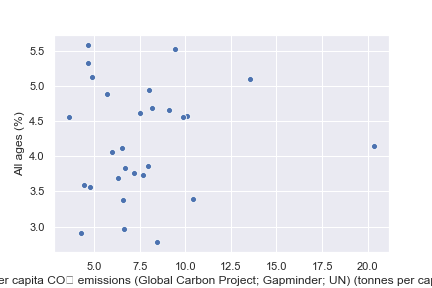 5.5
5.0
4.5
4.0
3.5
3.0
All ages (%)
5.0 7.5 10.0 12.5 15.0 17.5 20.0
er capita CO▯ emissions (Global Carbon Project; Gapminder; UN) (tonnes per cap